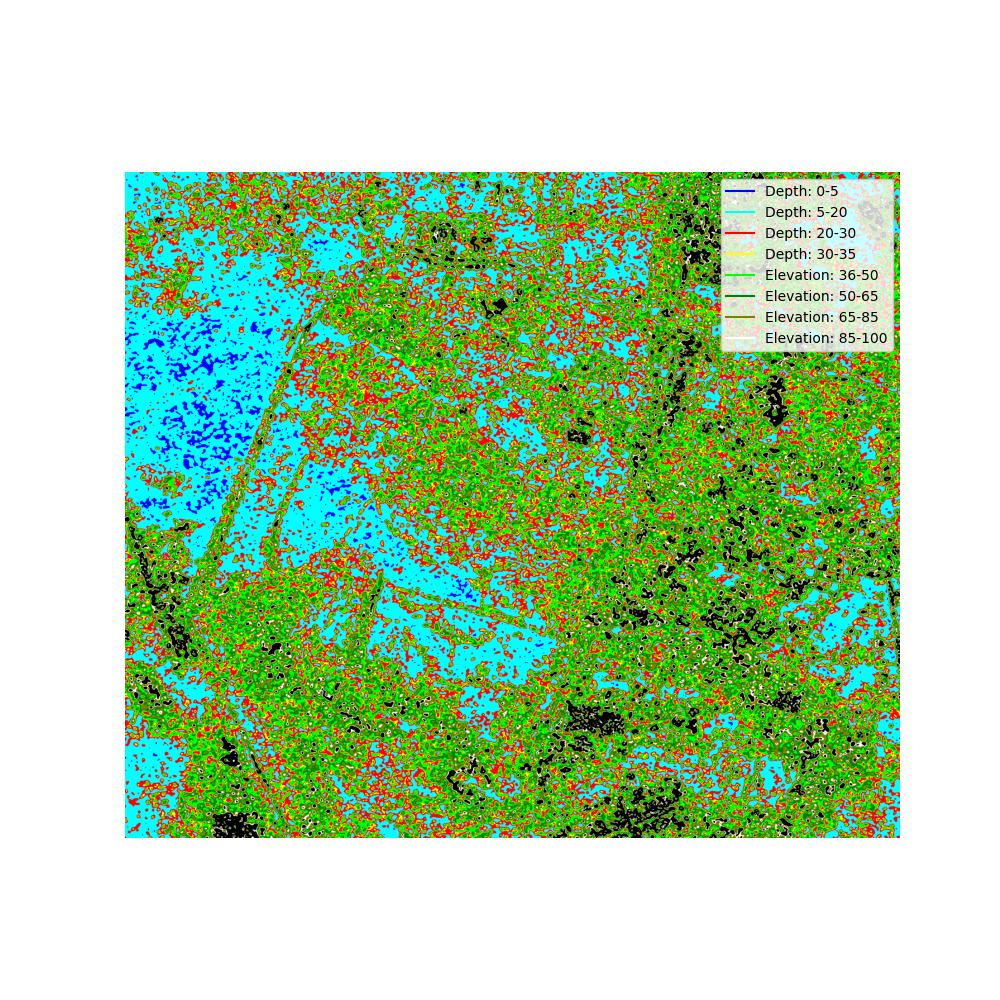 Depth: 0-5
Depth: 5-20
Depth: 20-30
Depth: 30-35
Elevation: 36-50
Elevation: 50-65
Elevation: 65-85
Elevation: 85-100